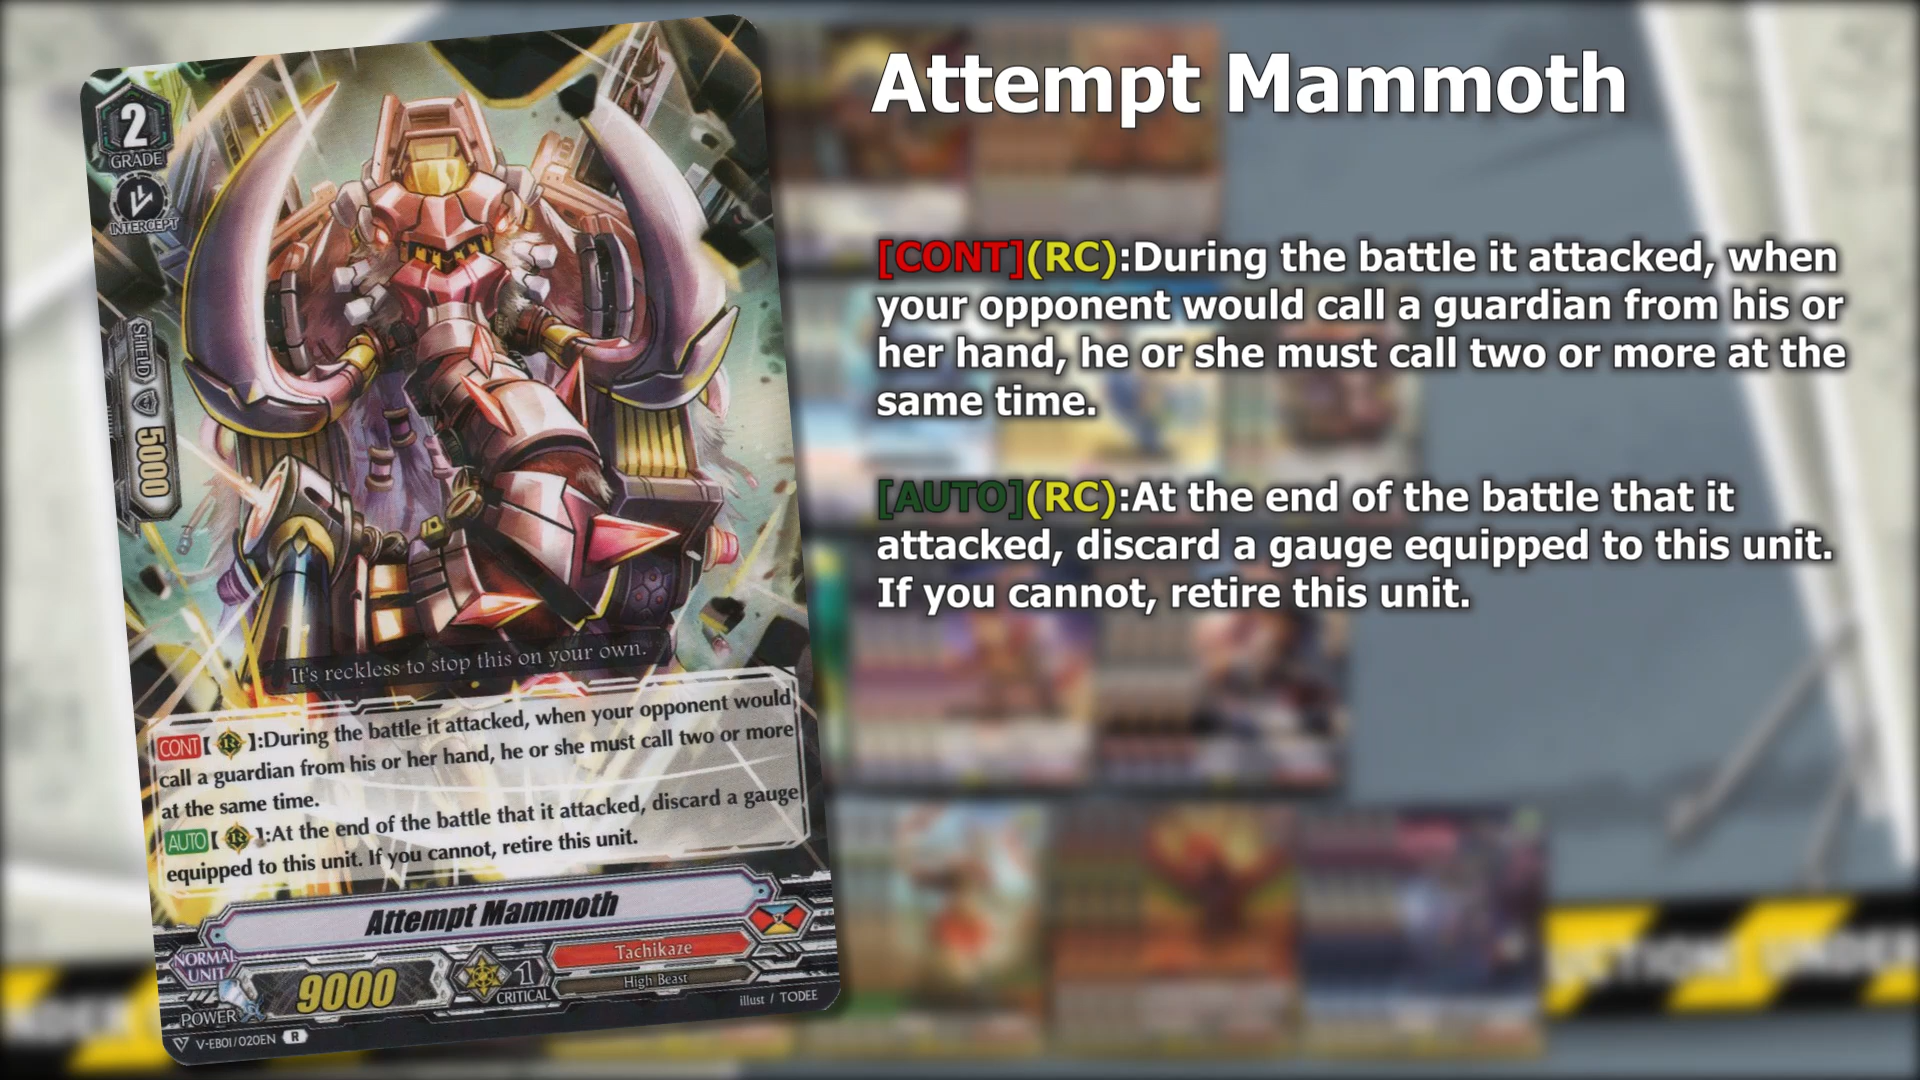 2
GRADE
INTERCEPT
SHIELD
5000
It's reckless to stop this on your own.
CONT【R】:During the battle it attacked, when your opponent would
call a guardian from his or her hand, he or she must call two or more
at the same time.
AUTO【R】:At the end of the battle that it attacked, discard a gauge
equipped to this unit. If you cannot, retire this unit.
Attempt Mammoth
NORMAL
UNIT
POWER
9000
1
CRITICAL
Tachikaze
High Beast
illust / TODEE
V-EB01/020EN R
Attempt Mammoth
[CONT](RC):During the battle it attacked, when
your opponent would call a guardian from his or
her hand, he or she must call two or more at the
same time.
[AUTO](RC):At the end of the battle that it
attacked, discard a gauge equipped to this unit.
If you cannot, retire this unit.